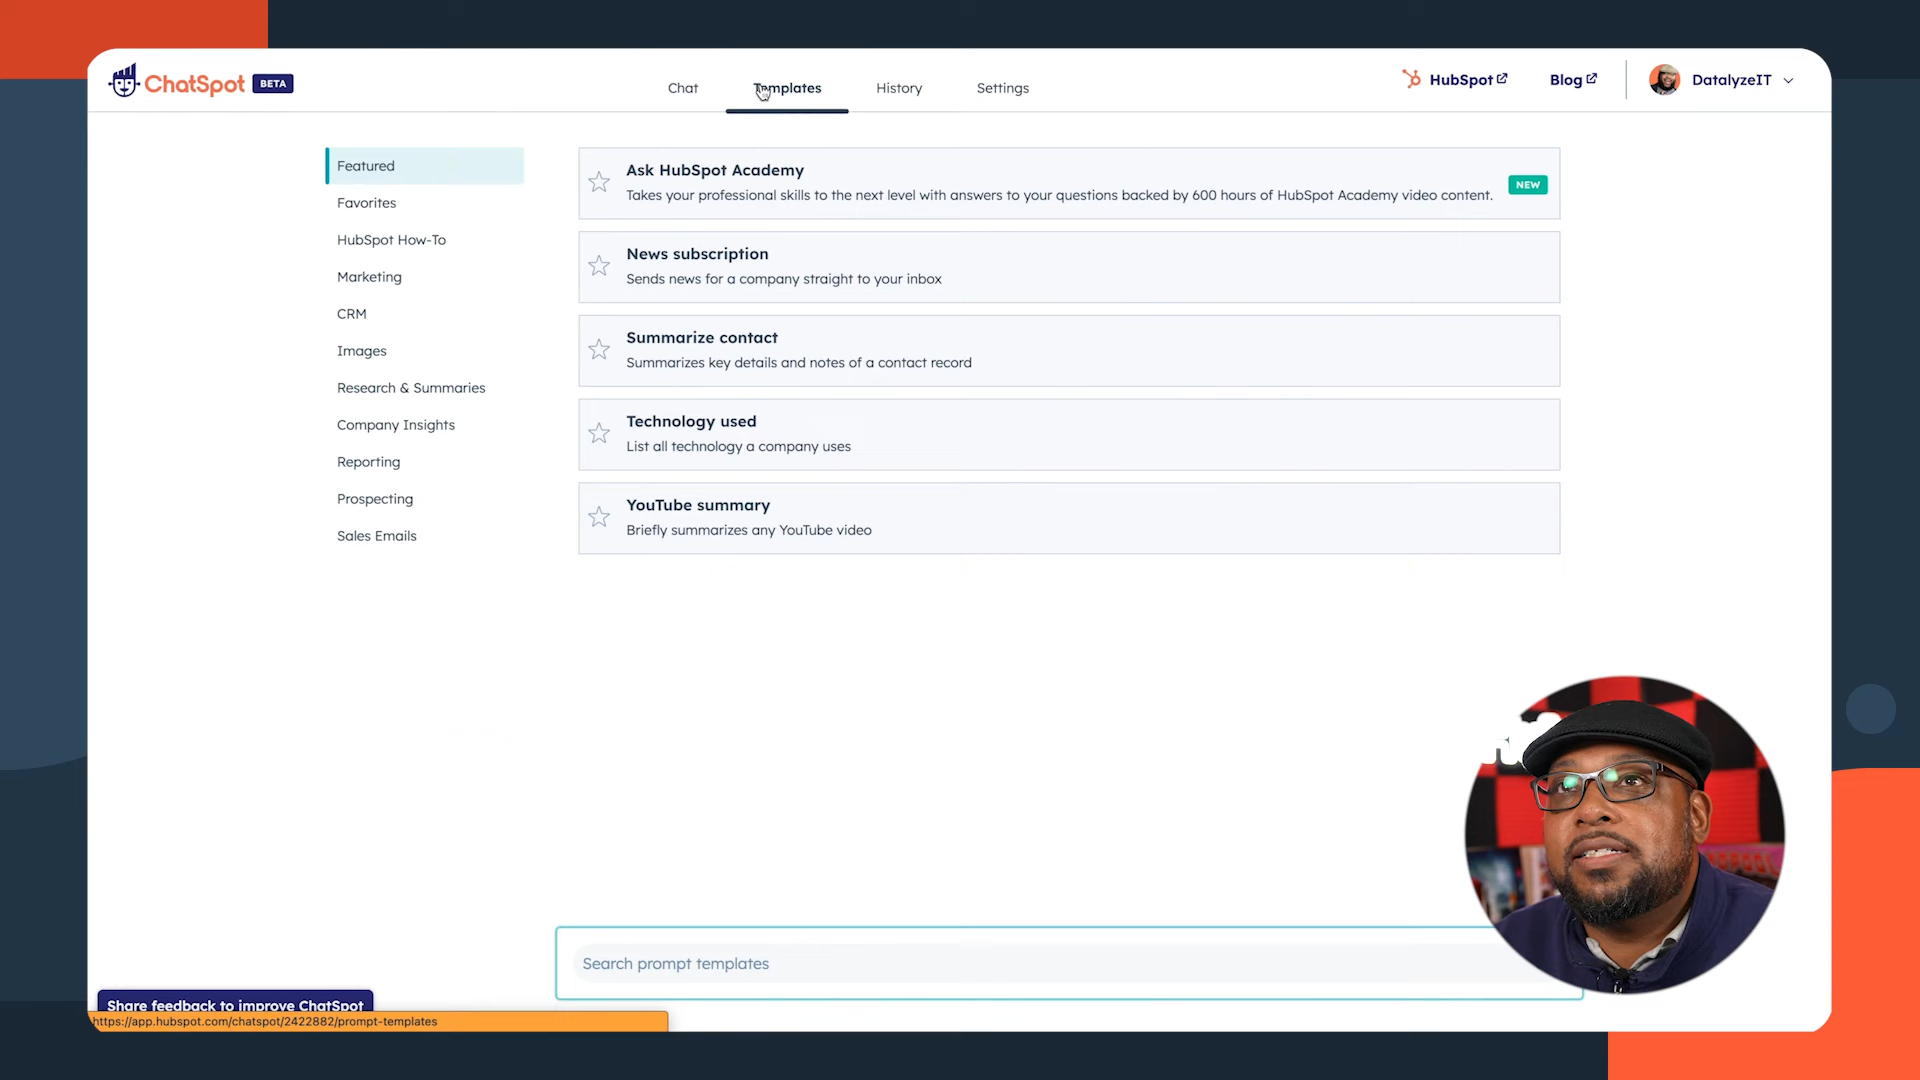 ChatSpot BETA
Chat
Templates
History
Settings
HubSpot
Blog
DatalyzeIT
Featured
Favorites
HubSpot How-To
Marketing
CRM
Images
Research & Summaries
Company Insights
Reporting
Prospecting
Sales Emails
Ask HubSpot Academy
Takes your professional skills to the next level with answers to your questions backed by 600 hours of HubSpot Academy video content.
NEW
News subscription
Sends news for a company straight to your inbox
Summarize contact
Summarizes key details and notes of a contact record
Technology used
List all technology a company uses
YouTube summary
Briefly summarizes any YouTube video
Search prompt templates
Share feedback to improve ChatSpot
https://app.hubspot.com/chatspot/2422882/prompt-templates